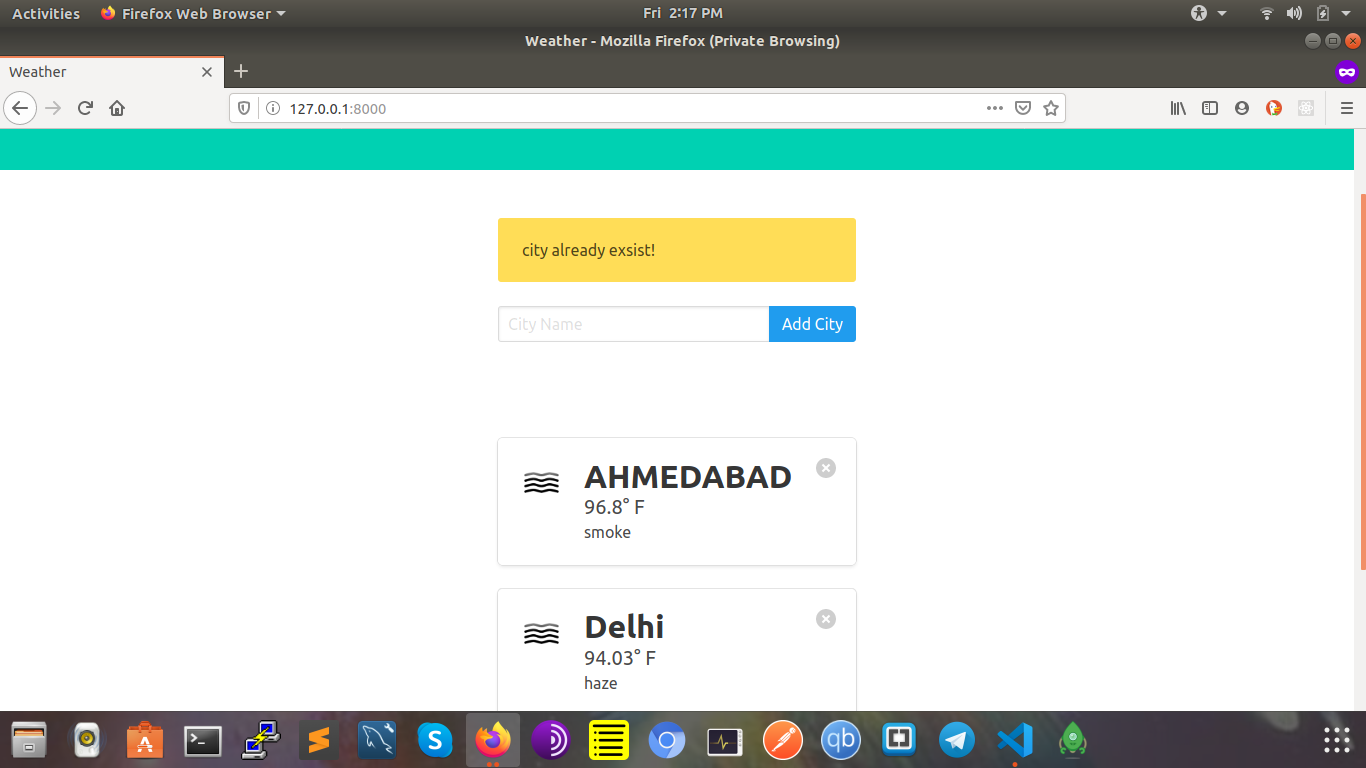 Activities
Firefox Web Browser
Fri 2:17 PM
Weather - Mozilla Firefox (Private Browsing)
Weather
127.0.0.1:8000
city already exsist!
City Name
Add City
AHMEDABAD
96.8° F
smoke
Delhi
94.03° F
haze
S
qb